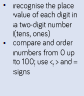 • recognise the place
value of each digit in
a two-digit number
(tens, ones)
• compare and order
numbers from 0 up
to 100; use <, > and =
signs